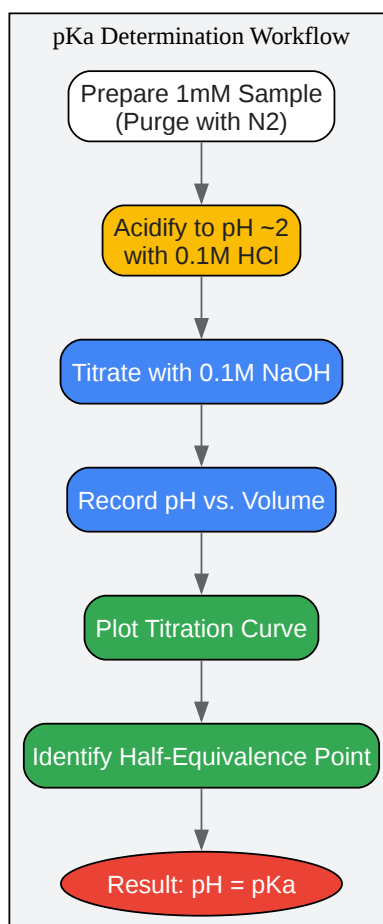 pKa Determination Workflow
Prepare 1mM Sample
(Purge with N2)
Acidify to pH ~2
with 0.1M HCl
Titrate with 0.1M NaOH
Record pH vs. Volume
Plot Titration Curve
Identify Half-Equivalence Point
Result: pH = pKa